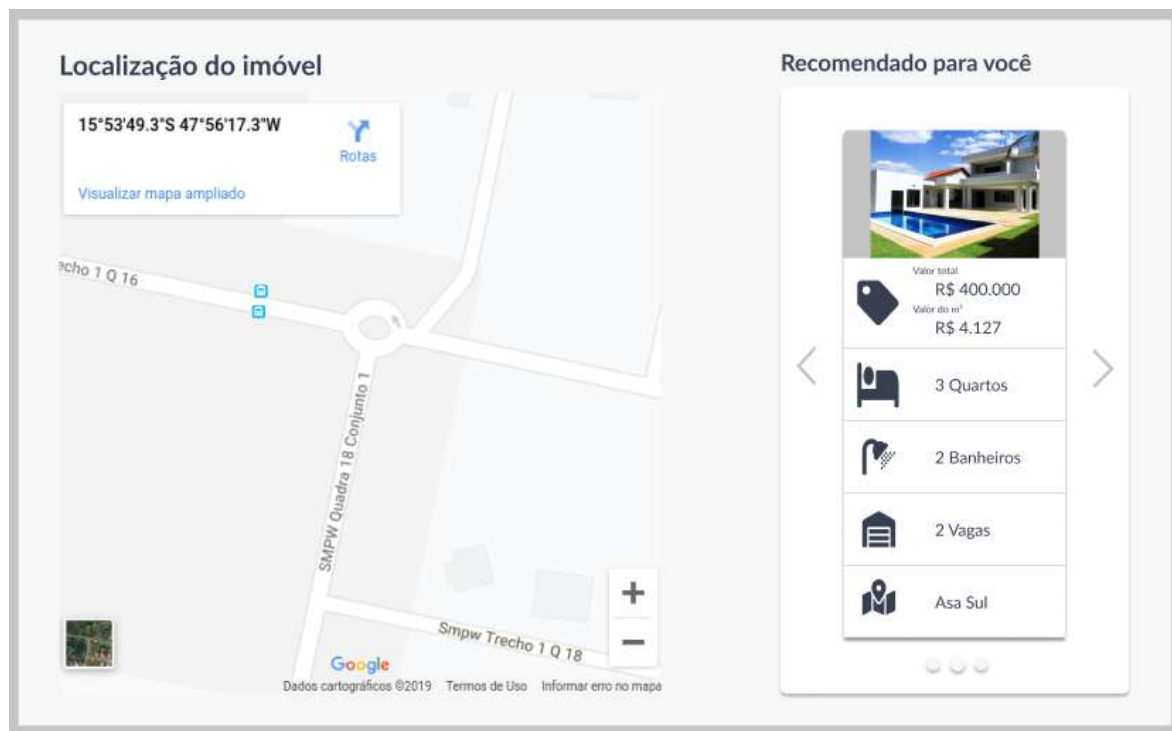 Localização do imóvel
15°53'49.3"S 47°56'17.3"W
Rotas
Visualizar mapa ampliado
echo 1 Q 16
SMPW Quadra 18 Conjunto 1
Smpw Trecho 1 Q 18
Google
Dados cartográficos ©2019 Termos de Uso Informar erro no mapa
Recomendado para você
Valor total
R$ 400.000
Valor do m²
R$ 4.127
3 Quartos
2 Banheiros
2 Vagas
Asa Sul